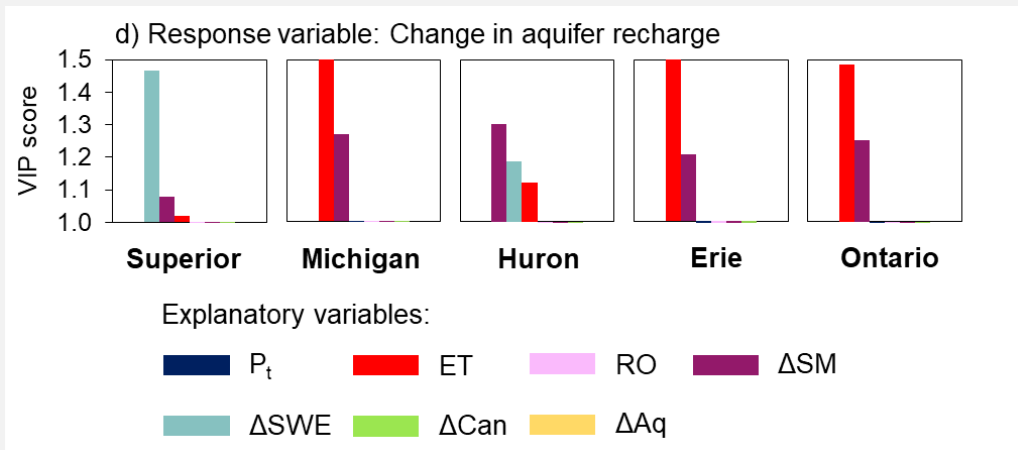 d) Response variable: Change in aquifer recharge
VIP score
1.5
1.4
1.3
1.2
1.1
1.0
Superior Michigan Huron Erie Ontario
Explanatory variables:
Pt ET RO ΔSM
ΔSWE ΔCan ΔAq